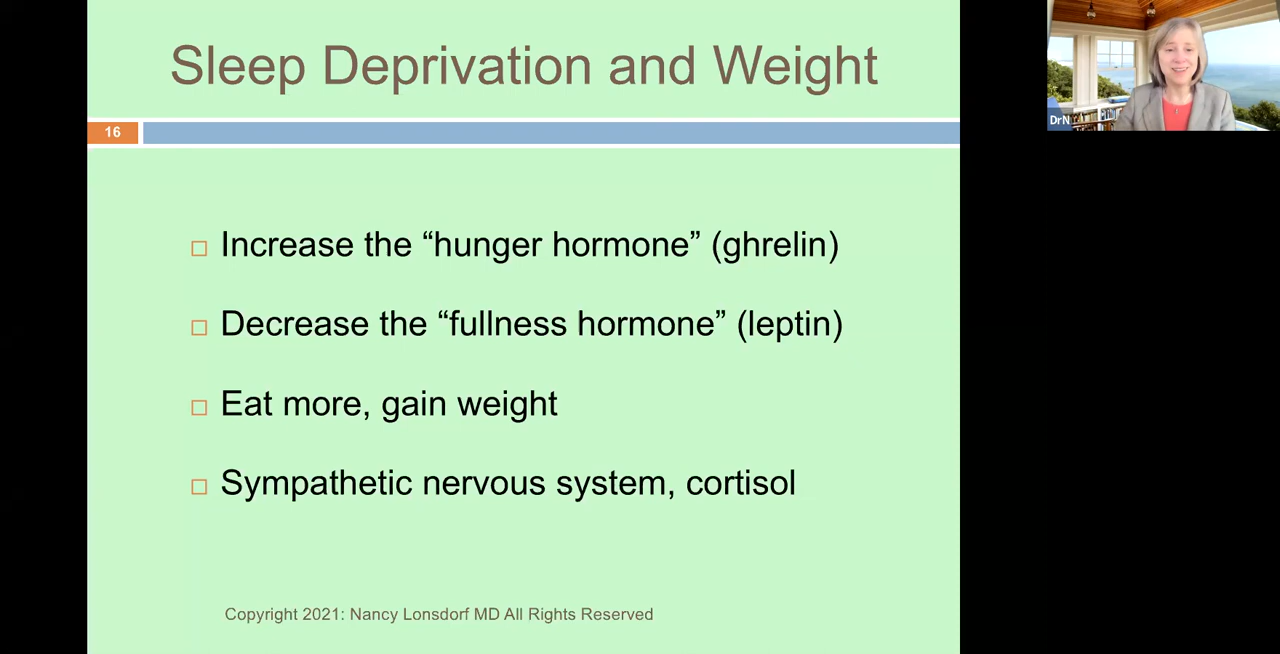 Sleep Deprivation and Weight
16
Increase the “hunger hormone” (ghrelin)
Decrease the “fullness hormone” (leptin)
Eat more, gain weight
Sympathetic nervous system, cortisol
Copyright 2021: Nancy Lonsdorf MD All Rights Reserved
DrN